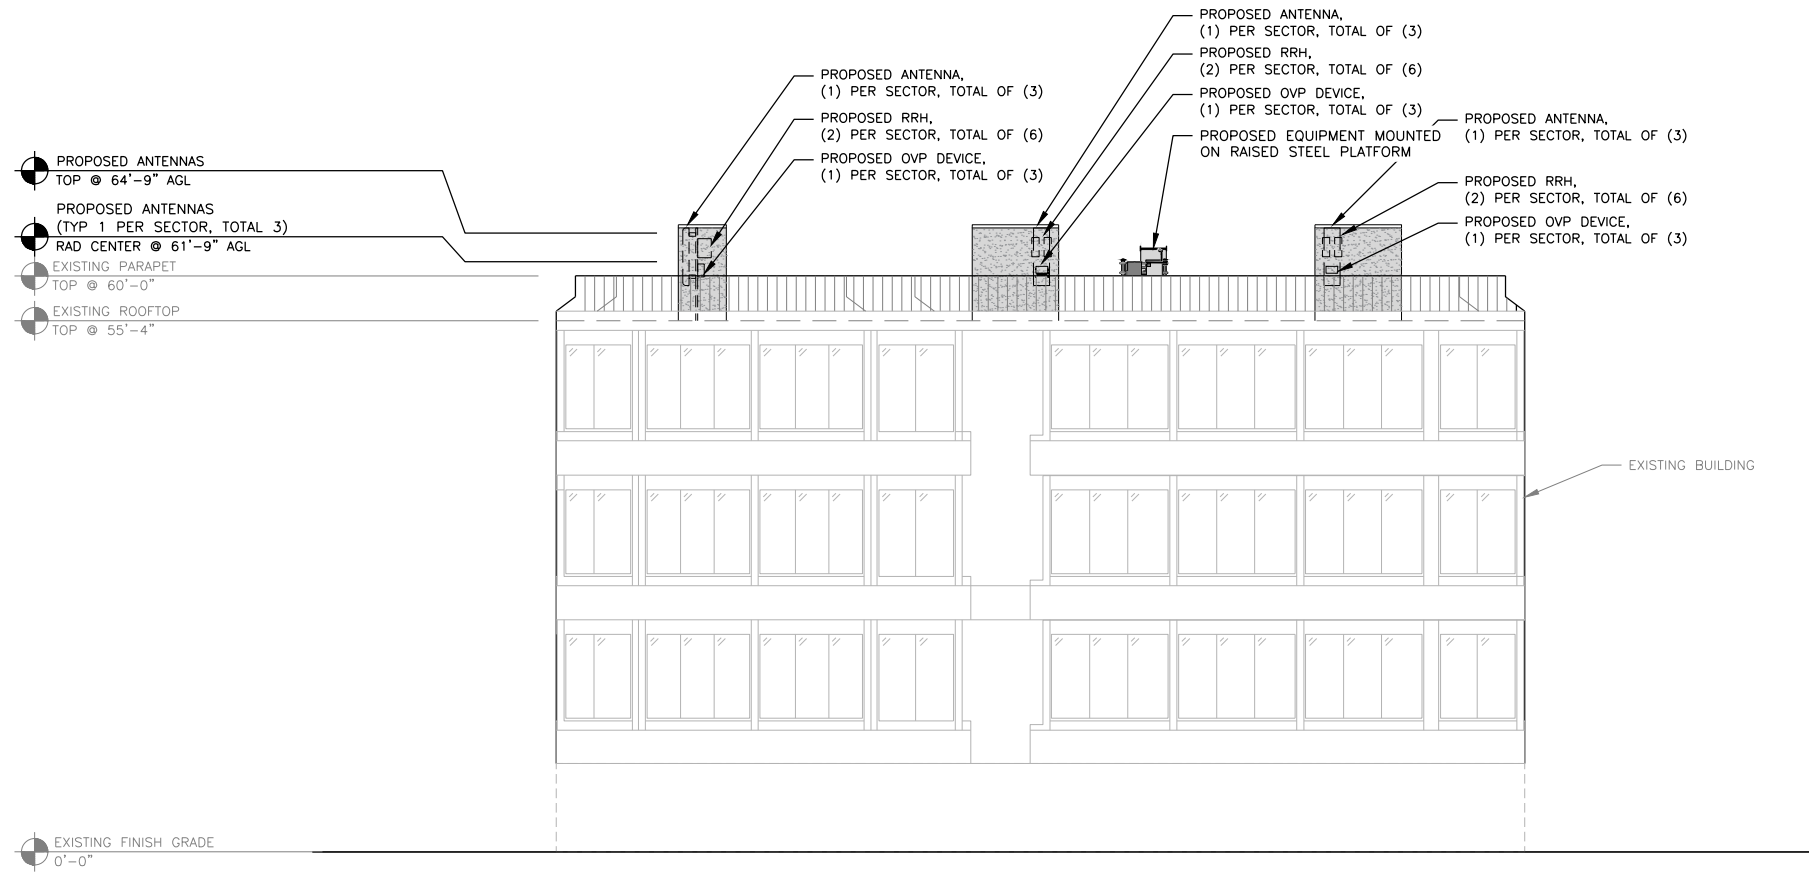 PROPOSED ANTENNA,
(1) PER SECTOR, TOTAL OF (3)
PROPOSED RRH,
(2) PER SECTOR, TOTAL OF (6)
PROPOSED OVP DEVICE,
(1) PER SECTOR, TOTAL OF (3)
PROPOSED EQUIPMENT MOUNTED
ON RAISED STEEL PLATFORM
PROPOSED ANTENNA,
(1) PER SECTOR, TOTAL OF (3)
PROPOSED RRH,
(2) PER SECTOR, TOTAL OF (6)
PROPOSED OVP DEVICE,
(1) PER SECTOR, TOTAL OF (3)
PROPOSED ANTENNA,
(1) PER SECTOR, TOTAL OF (3)
PROPOSED RRH,
(2) PER SECTOR, TOTAL OF (6)
PROPOSED OVP DEVICE,
(1) PER SECTOR, TOTAL OF (3)
PROPOSED ANTENNAS
TOP @ 64'-9" AGL
PROPOSED ANTENNAS
(TYP 1 PER SECTOR, TOTAL 3)
RAD CENTER @ 61'-9" AGL
EXISTING PARAPET
TOP @ 60'-0"
EXISTING ROOFTOP
TOP @ 55'-4"
EXISTING BUILDING
EXISTING FINISH GRADE
0'-0"